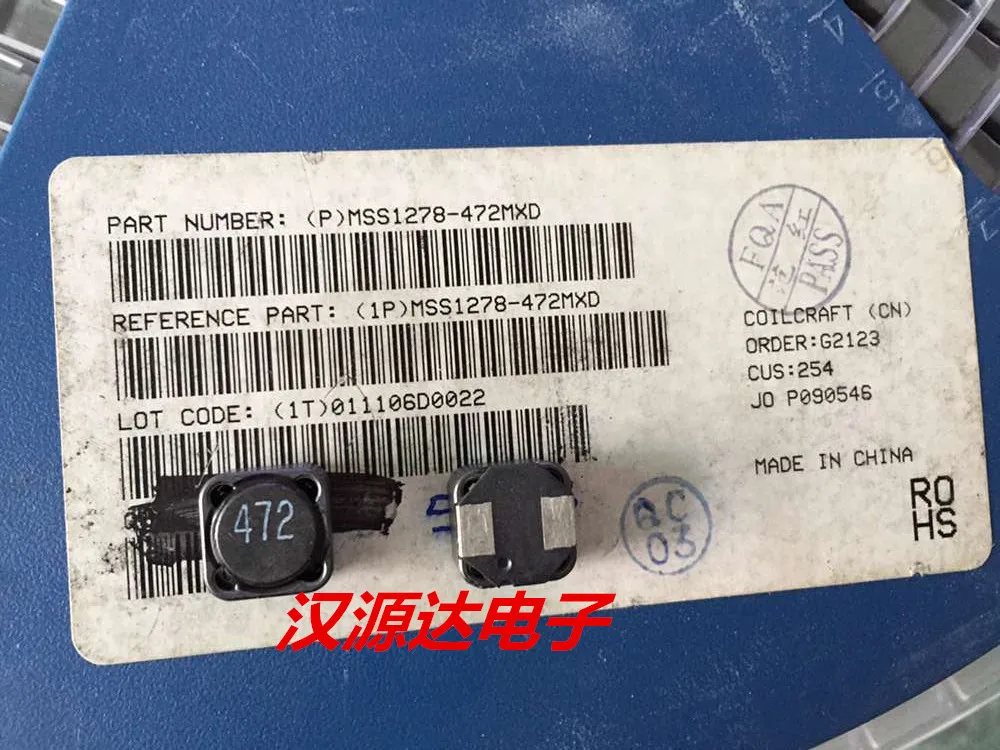 PART NUMBER: (P)MSS1278-472MXD
REFERENCE PART: (1P)MSS1278-472MXD
LOT CODE: (1T)011106D0022
FQA
PASS
COILCRAFT (CN)
ORDER:G2123
CUS:254
JO P090546
MADE IN CHINA
RO
HS
472
QC
03
汉源达电子